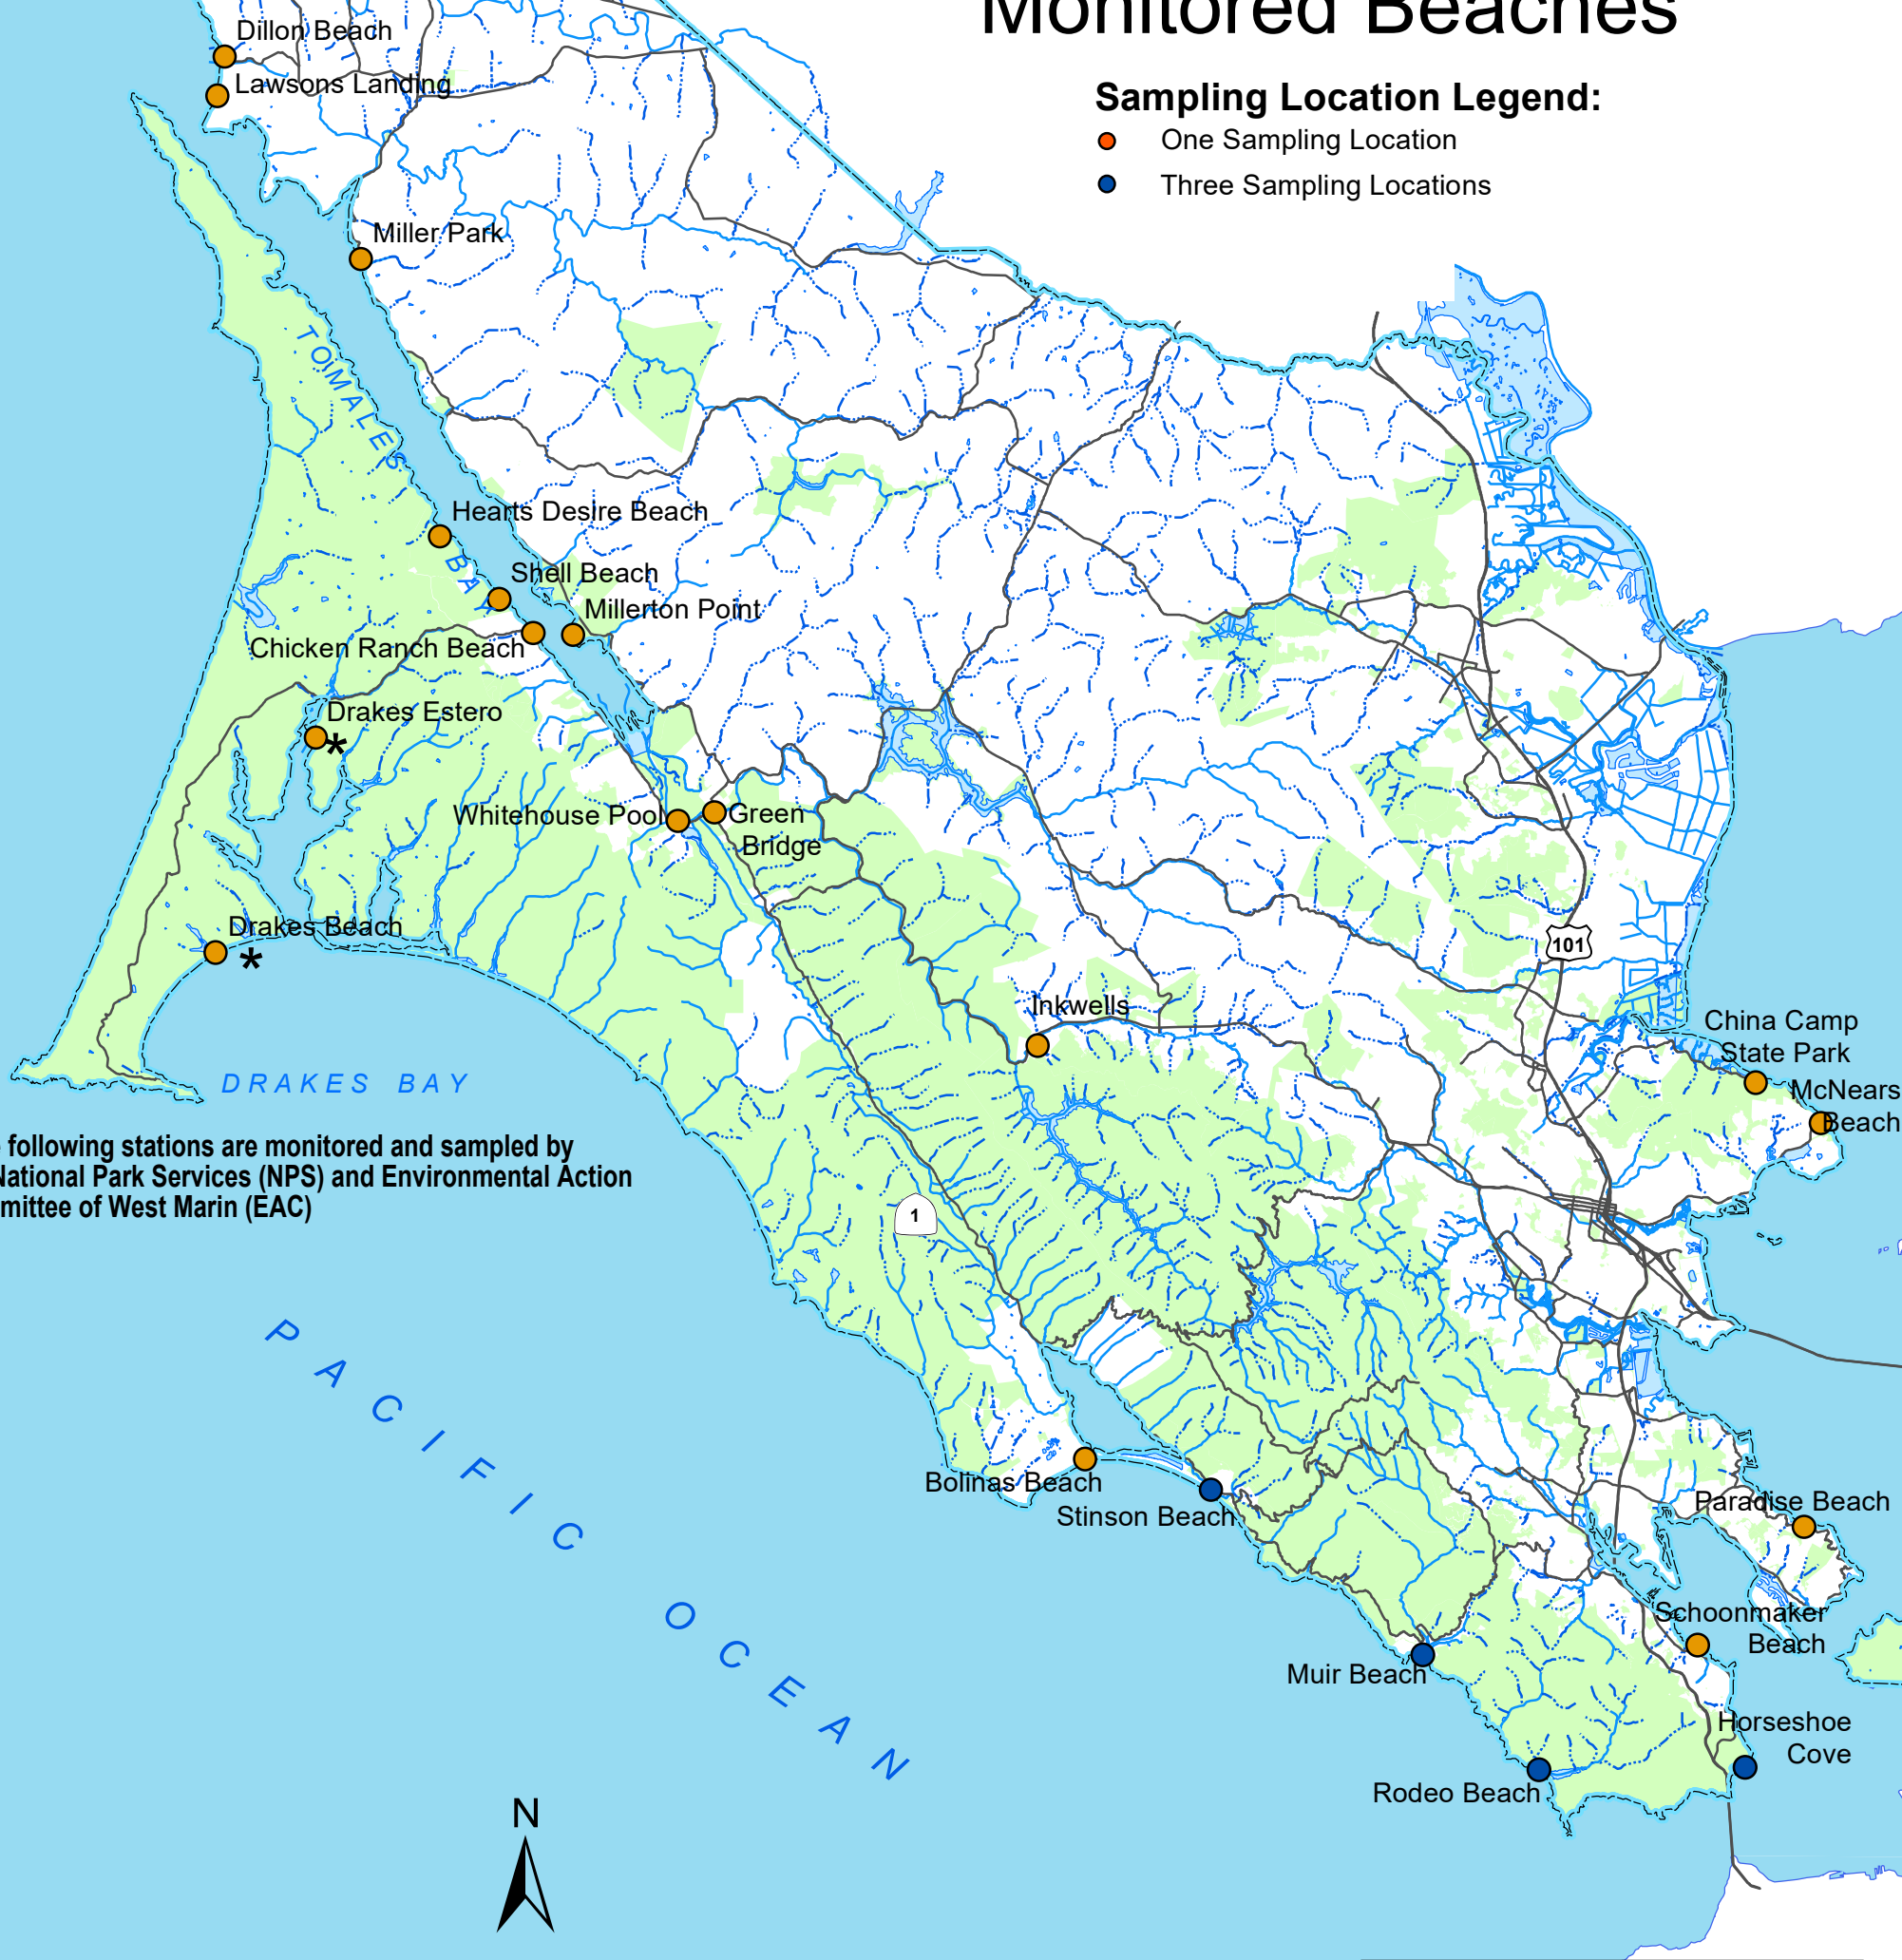 Monitored Beaches
Sampling Location Legend:
One Sampling Location
Three Sampling Locations
Dillon Beach
Lawsons Landing
Miller Park
TOMALES BAY
Hearts Desire Beach
Shell Beach
Millerton Point
Chicken Ranch Beach
Drakes Estero
*
Whitehouse Pool
Green
Bridge
Drakes Beach
*
101
Inkwells
China Camp
State Park
McNears
Beach
DRAKES BAY
following stations are monitored and sampled by
National Park Services (NPS) and Environmental Action
mittee of West Marin (EAC)
1
PACIFIC OCEAN
Bolinas Beach
Stinson Beach
Paradise Beach
Schoonmaker
Beach
Muir Beach
Horseshoe
Cove
Rodeo Beach
N